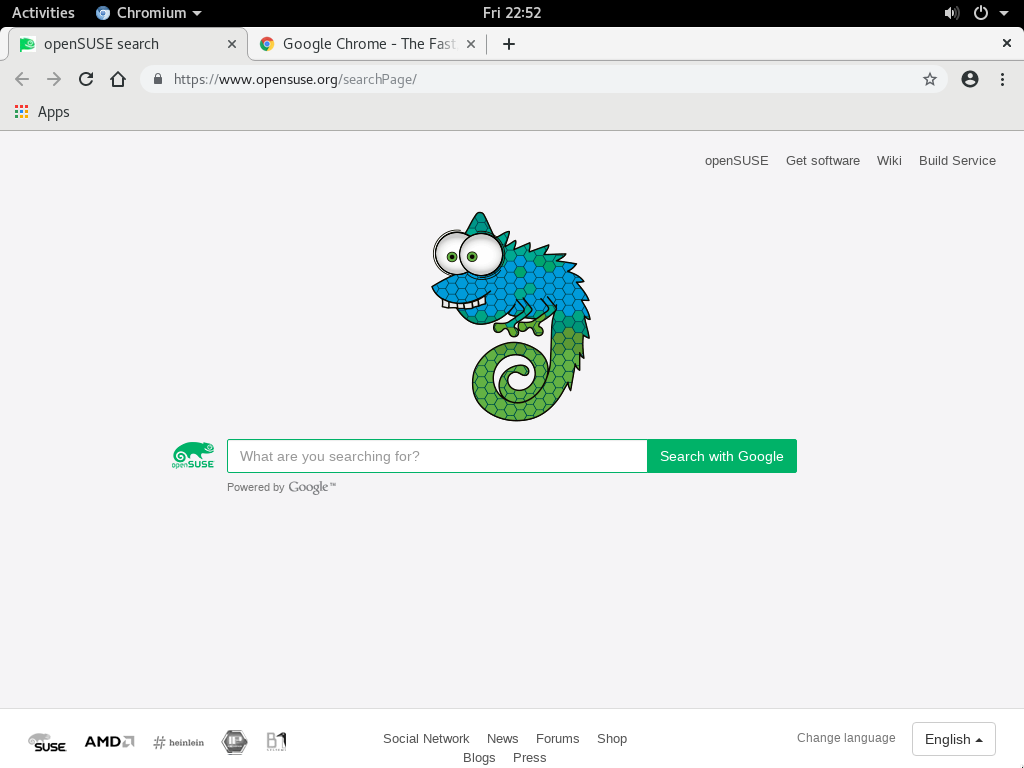 Activities Chromium Fri 22:52
openSUSE search Google Chrome - The Fast
https://www.opensuse.org/searchPage/
Apps
openSUSE Get software Wiki Build Service
openSUSE What are you searching for? Search with Google
Powered by Google™
SUSE AMD # heinlein Social Network News Forums Shop Change language English
Blogs Press